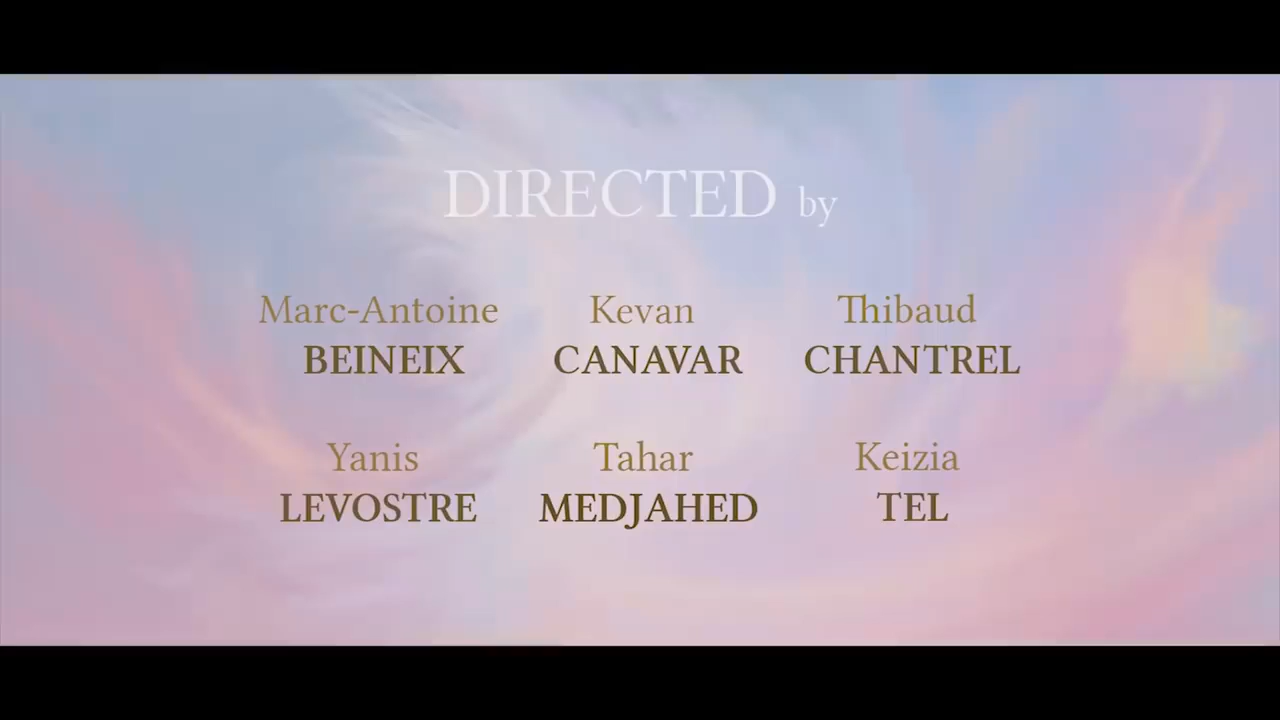 DIRECTED by
Marc-Antoine Kevan Thibaud
BEINEIX CANAVAR CHANTREL
Yanis Tahar Keizia
LEVOSTRE MEDJAHED TEL